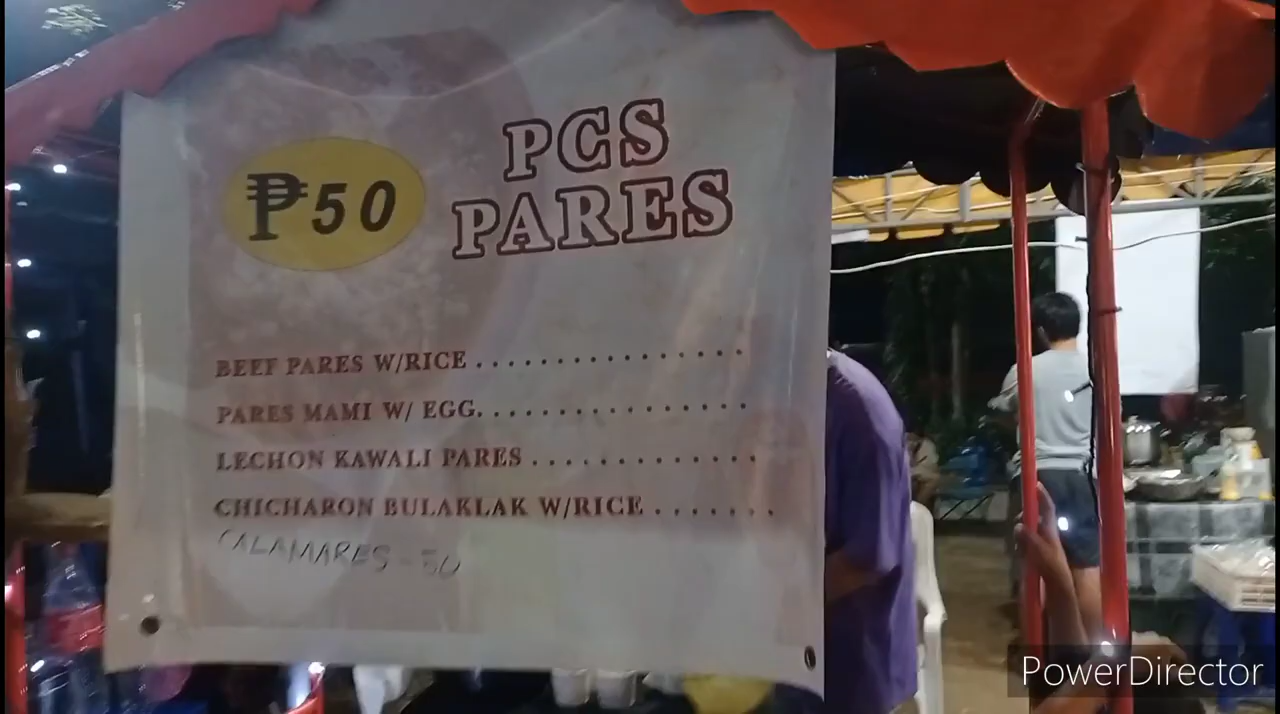 ₱50
PCS
PARES
BEEF PARES W/RICE ................
PARES MAMI W/ EGG................
LECHON KAWALI PARES .............
CHICHARON BULAKLAK W/RICE .......
CALAMARES - 50
PowerDirector